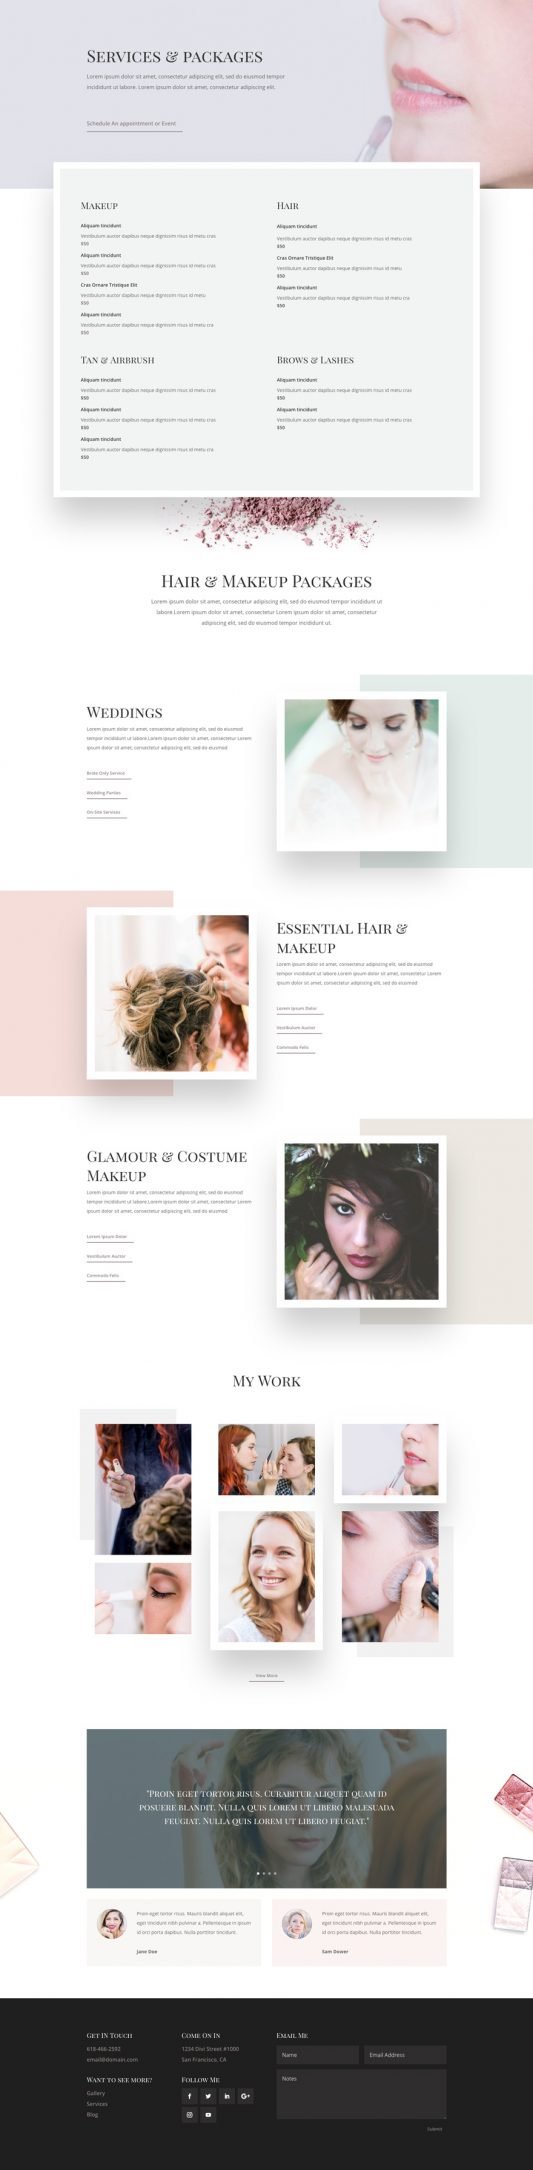 Services & packages
Lorem ipsum dolor sit amet, consectetur adipiscing elit, sed do eiusmod tempor
incididunt ut labore. Lorem ipsum dolor sit amet, consectetur adipiscing elit.
Schedule An appointment or Event
Makeup
Aliquam tincidunt
Vestibulum auctor dapibus neque dignissim risus id metu cras
$50
Aliquam tincidunt
Vestibulum auctor dapibus neque dignissim risus id metu cras
$50
Cras Ornare Tristique Elit
Vestibulum auctor dapibus neque dignissim risus id metu
$50
Aliquam tincidunt
Vestibulum auctor dapibus neque dignissim risus id metu cra
$50
Hair
Aliquam tincidunt
Vestibulum auctor dapibus neque dignissim risus id metu cras
$50
Cras Ornare Tristique Elit
Vestibulum auctor dapibus neque dignissim risus id metu
$50
Aliquam tincidunt
Vestibulum auctor dapibus neque dignissim risus id metu cra
$50
Tan & Airbrush
Aliquam tincidunt
Vestibulum auctor dapibus neque dignissim risus id metu cras
$50
Aliquam tincidunt
Vestibulum auctor dapibus neque dignissim risus id metu cras
$50
Aliquam tincidunt
Vestibulum auctor dapibus neque dignissim risus id metu cra
$50
Brows & Lashes
Aliquam tincidunt
Vestibulum auctor dapibus neque dignissim risus id metu cras
$50
Aliquam tincidunt
Vestibulum auctor dapibus neque dignissim risus id metu cras
$50
Hair & Makeup Packages
Lorem ipsum dolor sit amet, consectetur adipiscing elit, sed do eiusmod tempor incididunt ut
labore.Lorem ipsum dolor sit amet, consectetur Lorem ipsum dolor sit amet, consectetur
adipiscing elit, sed do eiusmod tempor incididunt ut.
Weddings
Lorem ipsum dolor sit amet, consectetur adipiscing elit, sed do eiusmod
tempor incididunt ut labore.Lorem ipsum dolor sit amet, consectetur Lorem
ipsum dolor sit amet, consectetur adipiscing elit, sed do eiusmod
Bride Only Service
Wedding Parties
On-Site Services
Essential Hair &
makeup
Lorem ipsum dolor sit amet, consectetur adipiscing elit, sed do eiusmod
tempor incididunt ut labore.Lorem ipsum dolor sit amet, consectetur Lorem
ipsum dolor sit amet, consectetur adipiscing elit, sed do eiusmod
Lorem Ipsum Dolor
Vestibulum Auctor
Commodo Felis
Glamour & Costume
Makeup
Lorem ipsum dolor sit amet, consectetur adipiscing elit, sed do eiusmod
tempor incididunt ut labore.Lorem ipsum dolor sit amet, consectetur Lorem
ipsum dolor sit amet, consectetur adipiscing elit, sed do eiusmod
Lorem Ipsum Dolor
Vestibulum Auctor
Commodo Felis
My Work
View More
"Proin eget tortor risus. Curabitur aliquet quam id
posuere blandit. Nulla quis lorem ut libero malesuada
feugiat. Nulla quis lorem ut libero feugiat."
Proin eget tortor risus. Mauris blandit aliquet elit,
eget tincidunt nibh pulvinar a. Pellentesque in ipsum
id orci porta dapibus. Nulla porttitor tincidunt.
Jane Doe
Proin eget tortor risus. Mauris blandit aliquet elit,
eget tincidunt nibh pulvinar a. Pellentesque in ipsum
id orci porta dapibus. Nulla porttitor tincidunt.
Sam Dower
Get In Touch
618-466-2592
email@domain.com
Want to see more?
Gallery
Services
Blog
Come On In
1234 Divi Street #1000
San Francisco, CA
Follow Me
Email Me
Name
Email Address
Notes
Submit